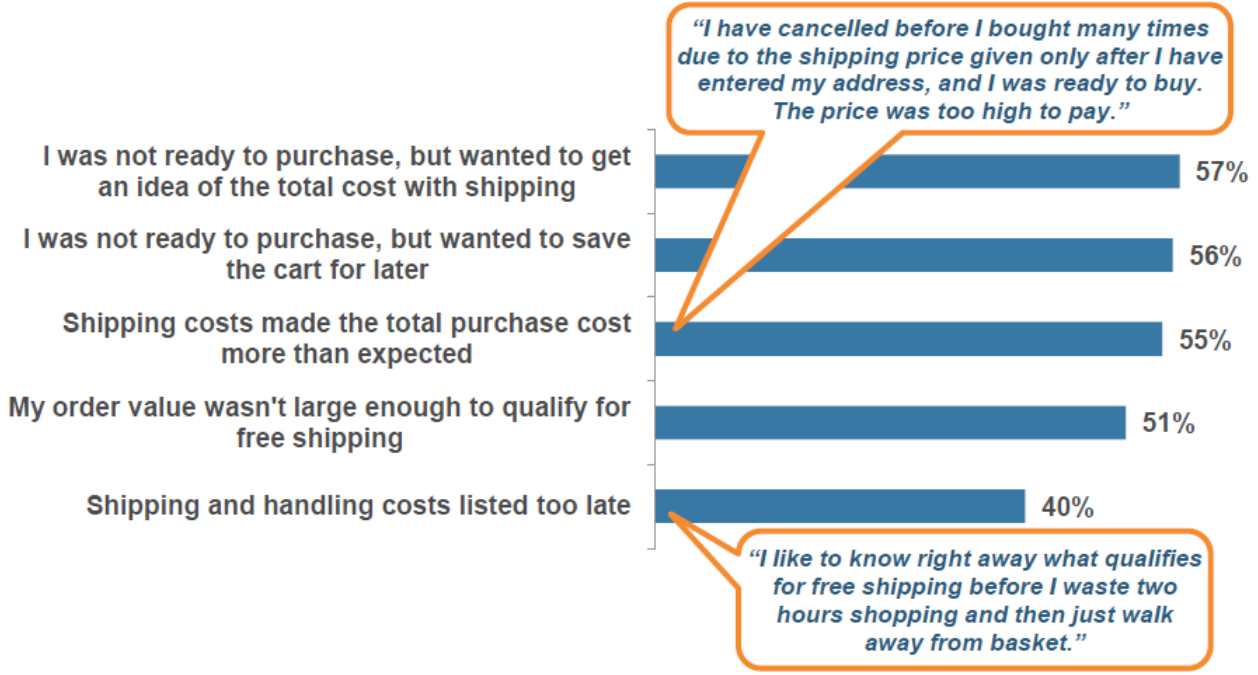 “I have cancelled before I bought many times
due to the shipping price given only after I have
entered my address, and I was ready to buy.
The price was too high to pay.”
I was not ready to purchase, but wanted to get
an idea of the total cost with shipping
57%
I was not ready to purchase, but wanted to save
the cart for later
56%
Shipping costs made the total purchase cost
more than expected
55%
My order value wasn't large enough to qualify for
free shipping
51%
Shipping and handling costs listed too late
40%
“I like to know right away what qualifies
for free shipping before I waste two
hours shopping and then just walk
away from basket.”